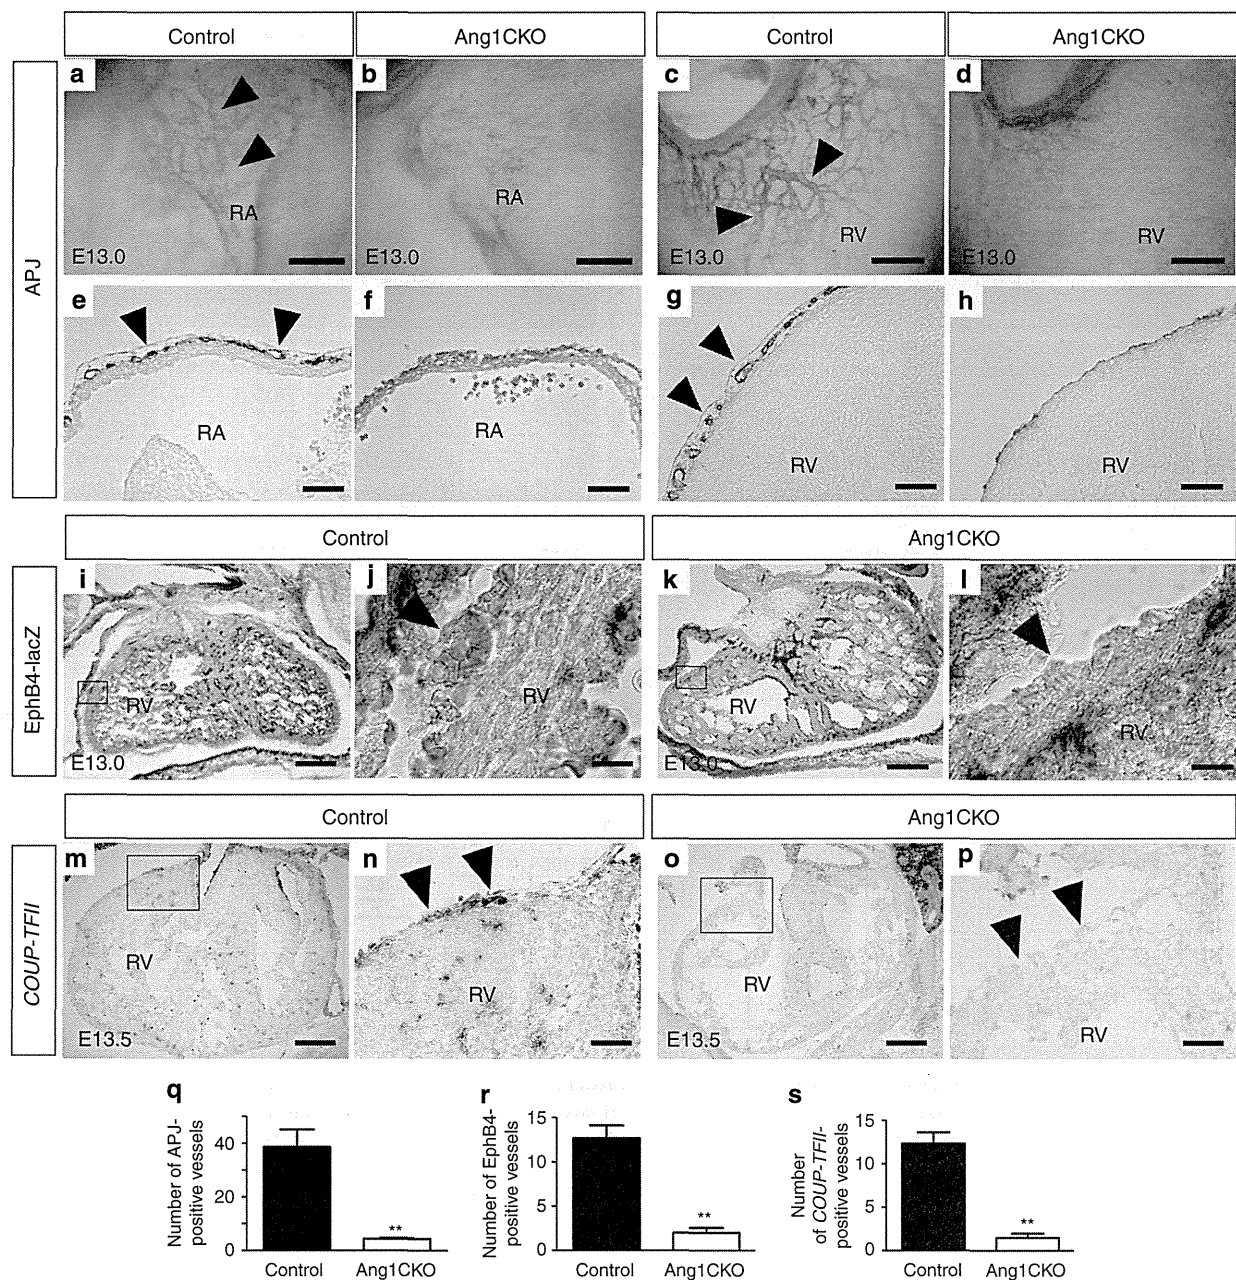 Control
Ang1CKO
Control
Ang1CKO
APJ
a
RA
E13.0
b
RA
E13.0
c
RV
E13.0
d
RV
E13.0
e
RA
f
RA
g
RV
h
RV
Control
Ang1CKO
EphB4-lacZ
i
RV
E13.0
j
RV
k
RV
E13.0
l
RV
Control
Ang1CKO
COUP-TFII
m
RV
E13.5
n
RV
o
RV
E13.5
p
RV
q
Number of APJ-
positive vessels
40
20
0
**
Control
Ang1CKO
r
Number of EphB4-
positive vessels
15
10
5
0
**
Control
Ang1CKO
s
Number
of COUP-TFII-
positive vessels
15
10
5
0
**
Control
Ang1CKO